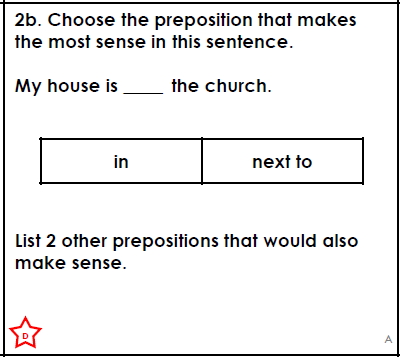 2b. Choose the preposition that makes
the most sense in this sentence.
My house is ____ the church.
in
next to
List 2 other prepositions that would also
make sense.
D
A